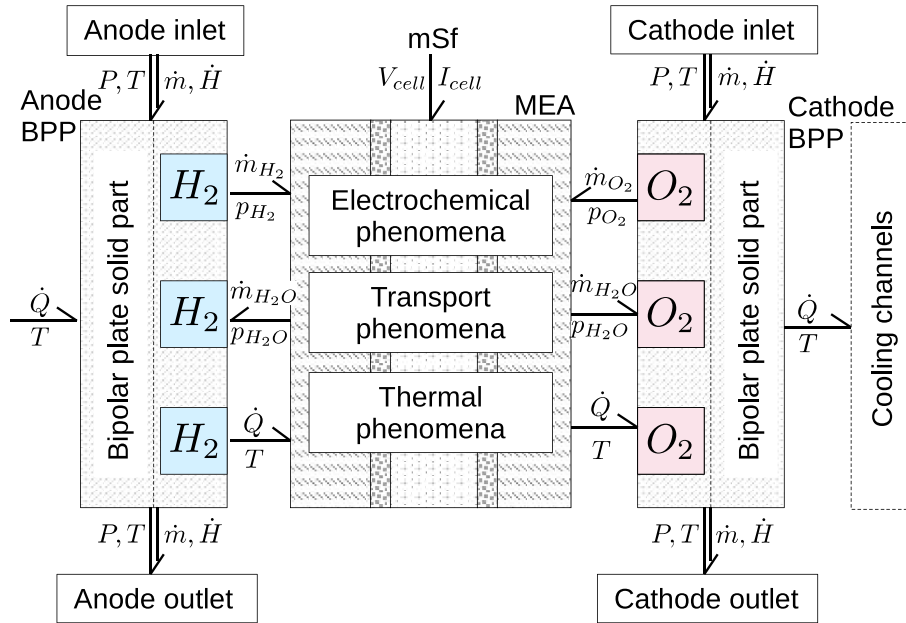 Anode inlet
mSf
Cathode inlet
P, T ṁ, Ḣ
V_cell I_cell
P, T ṁ, Ḣ
Anode
BPP
MEA
Cathode
BPP
Bipolar plate solid part
H₂
ṁ_H₂
p_H₂
Electrochemical
phenomena
ṁ_O₂
p_O₂
O₂
Bipolar plate solid part
Cooling channels
Q̇
T
H₂
ṁ_H₂O
p_H₂O
Transport
phenomena
ṁ_H₂O
p_H₂O
O₂
Q̇
T
H₂
Q̇
T
Thermal
phenomena
Q̇
T
O₂
P, T ṁ, Ḣ
P, T ṁ, Ḣ
Anode outlet
Cathode outlet